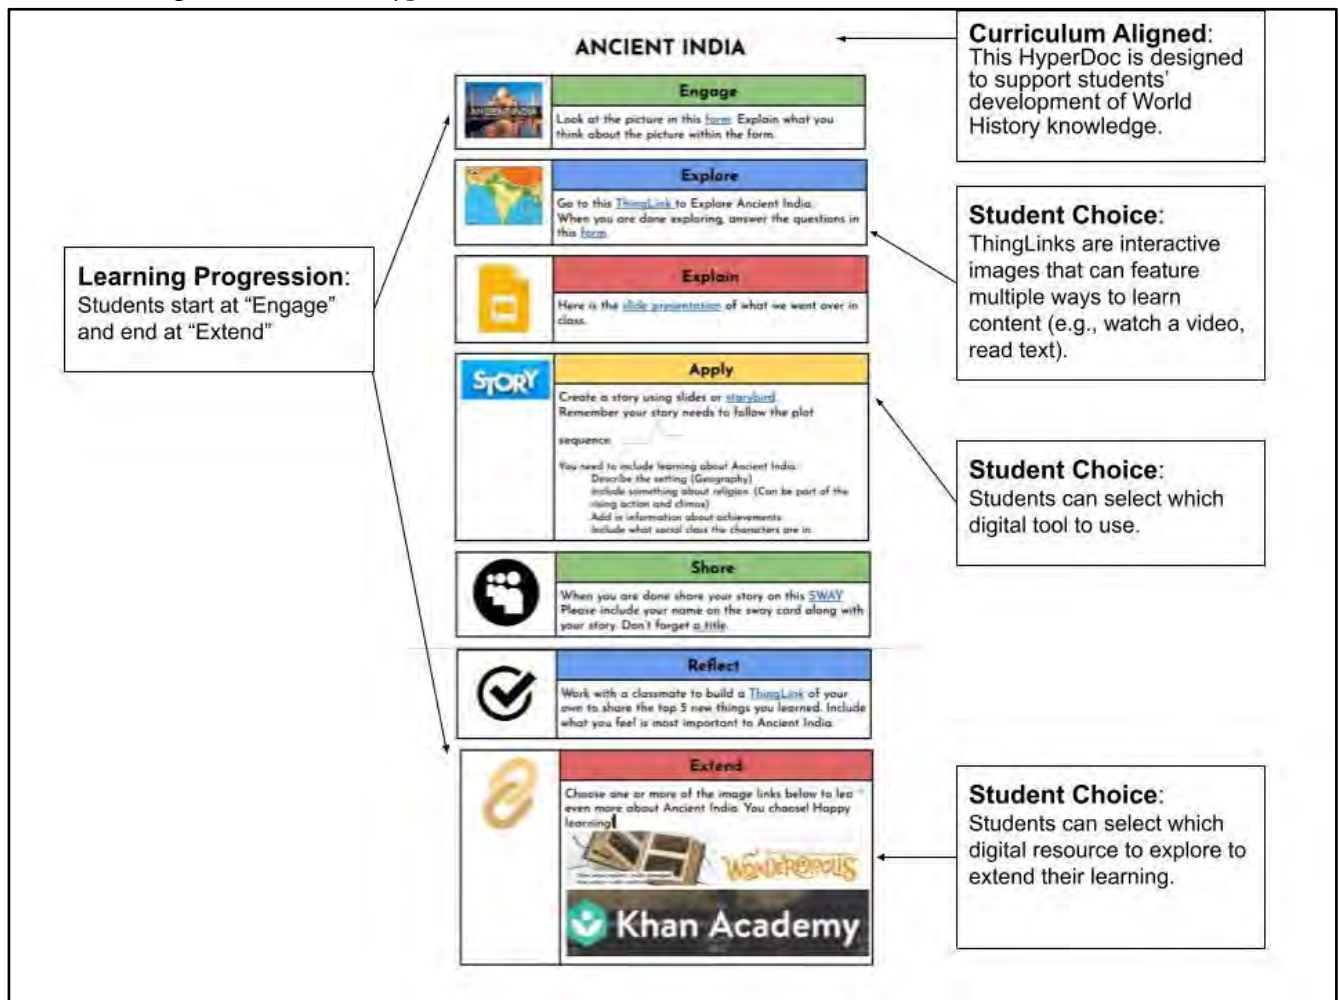 ANCIENT INDIA
Engage
ANCIENT INDIA
Look at the picture in this form. Explain what you
think about the picture within the form.
Explore
Go to this ThingLink to Explore Ancient India.
When you are done exploring, answer the questions in
this form.
Explain
Here is the slide presentation of what we went over in
class.
STORY
Apply
Create a story using slides or storybird.
Remember your story needs to follow the plot
sequence.
You need to include learning about Ancient India.
Describe the setting (Geography)
Include something about religion. (Can be part of the
rising action and climax)
Add in information about achievements
Include what social class the characters are in.
Share
When you are done share your story on this SWAY
Please include your name on the sway card along with
your story. Don't forget a title.
Reflect
Work with a classmate to build a ThingLink of your
own to share the top 5 new things you learned. Include
what you feel is most important to Ancient India.
Extend
Choose one or more of the image links below to lea
even more about Ancient India. You choose! Happy
learning!
WONDEROPOLIS
Khan Academy
Learning Progression:
Students start at “Engage”
and end at “Extend”
Curriculum Aligned:
This HyperDoc is designed
to support students’
development of World
History knowledge.
Student Choice:
ThingLinks are interactive
images that can feature
multiple ways to learn
content (e.g., watch a video,
read text).
Student Choice:
Students can select which
digital tool to use.
Student Choice:
Students can select which
digital resource to explore to
extend their learning.